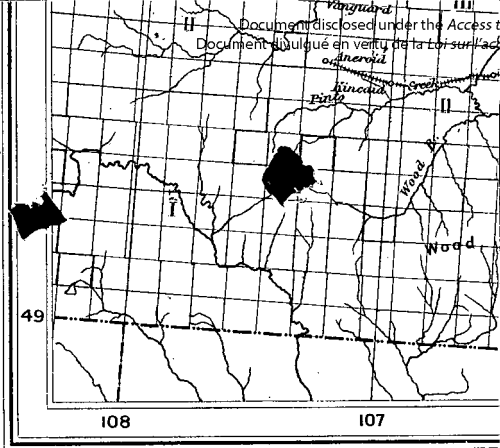 Vanguard
III
II
Document disclosed under the Access t
Document divulgué en vertu de la Loi sur l'ac
Aneroid
Kincaid
Creek
Pinto
II
Wood R.
I
Wood
49
108
107